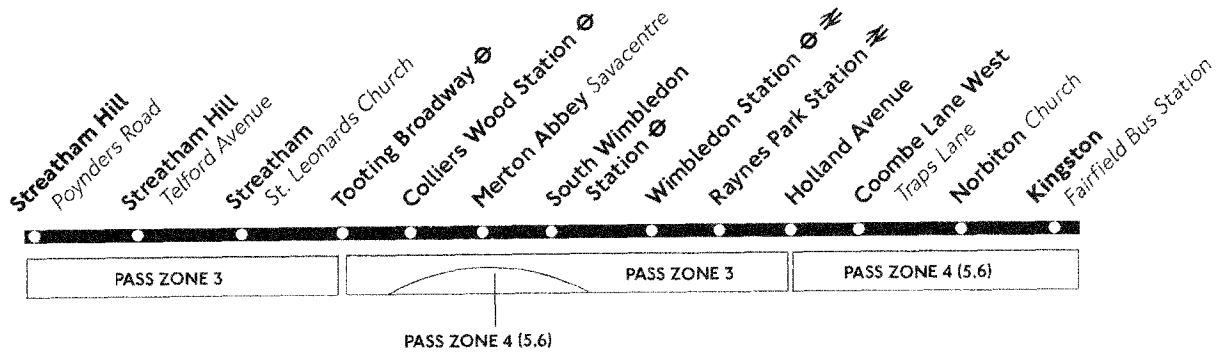 Streatham Hill
Poynders Road
Streatham Hill
Telford Avenue
Streatham
St. Leonards Church
Tooting Broadway
Colliers Wood Station
Merton Abbey Savacentre
South Wimbledon
Station
Wimbledon Station
Raynes Park Station
Holland Avenue
Coombe Lane West
Traps Lane
Norbiton Church
Kingston
Fairfield Bus Station
PASS ZONE 3
PASS ZONE 3
PASS ZONE 4 (5.6)
PASS ZONE 4 (5.6)